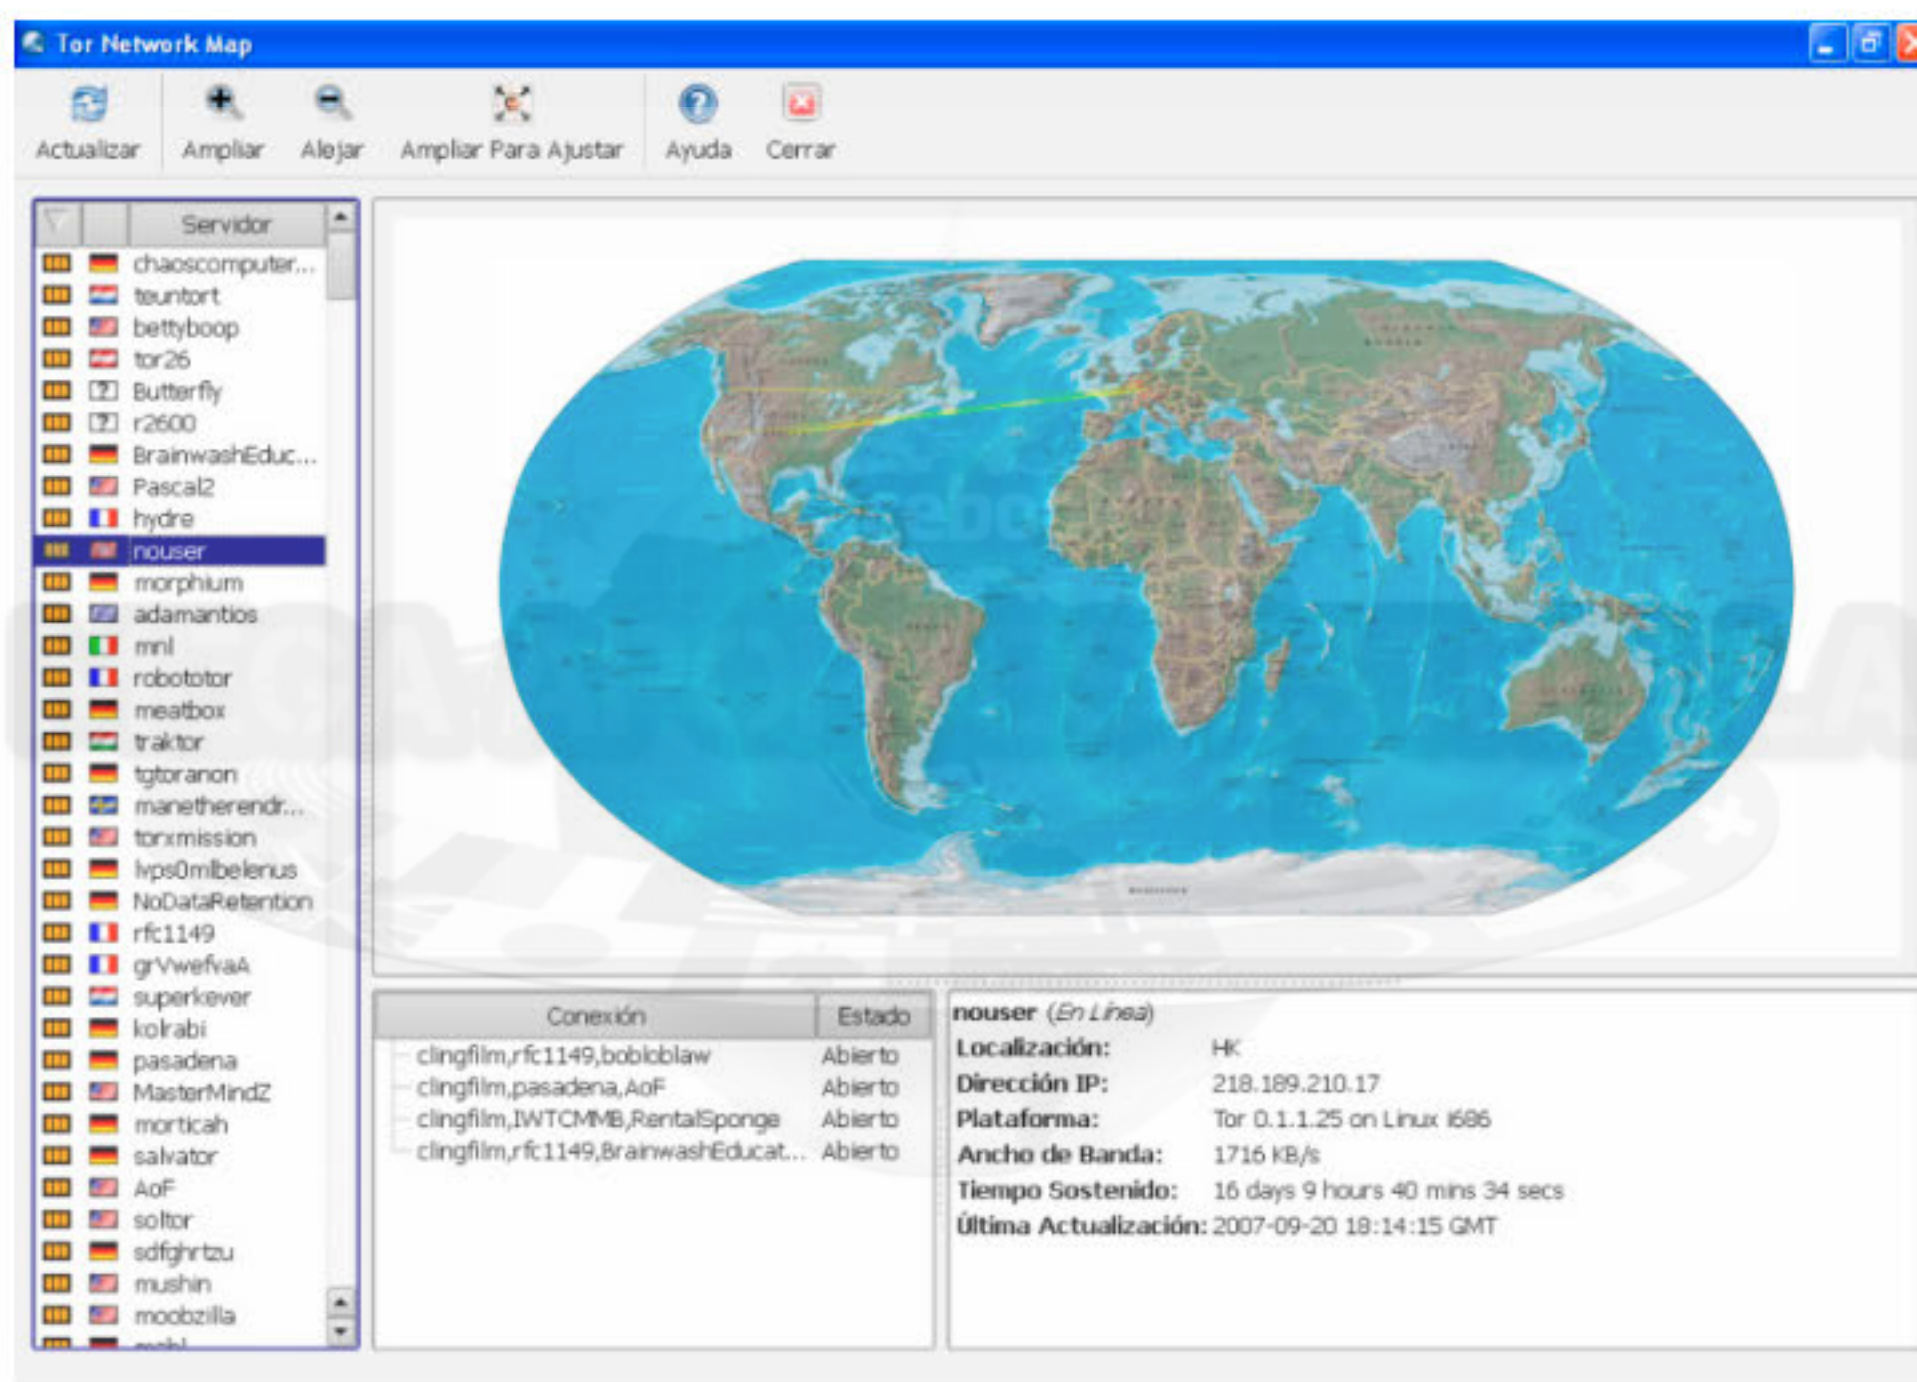 Tor Network Map
Actualizar
Ampliar
Alejar
Ampliar Para Ajustar
Ayuda
Cerrar
Servidor
chaoscomputer...
teuntort
bettyboop
tor26
Butterfly
r2600
BrainwashEduc...
Pascal2
hydre
nouser
morphium
adamantios
mnl
robototor
meatbox
traktor
tgtoranon
manetherendr...
torxmission
lvps0mlbelenus
NoDataRetention
rfc1149
grVwefvaA
superkever
kolrabi
pasadena
MasterMindZ
morticah
salvator
AoF
soltor
sdfghrtzu
mushin
moobzilla
Conexión Estado
clingfilm,rfc1149,bobloblaw Abierto
clingfilm,pasadena,AoF Abierto
clingfilm,IWTCMMB,RentalSponge Abierto
clingfilm,rfc1149,BrainwashEducat... Abierto
nouser (En Línea)
Localización: HK
Dirección IP: 218.189.210.17
Plataforma: Tor 0.1.1.25 on Linux i686
Ancho de Banda: 1716 KB/s
Tiempo Sostenido: 16 days 9 hours 40 mins 34 secs
Última Actualización: 2007-09-20 18:14:15 GMT